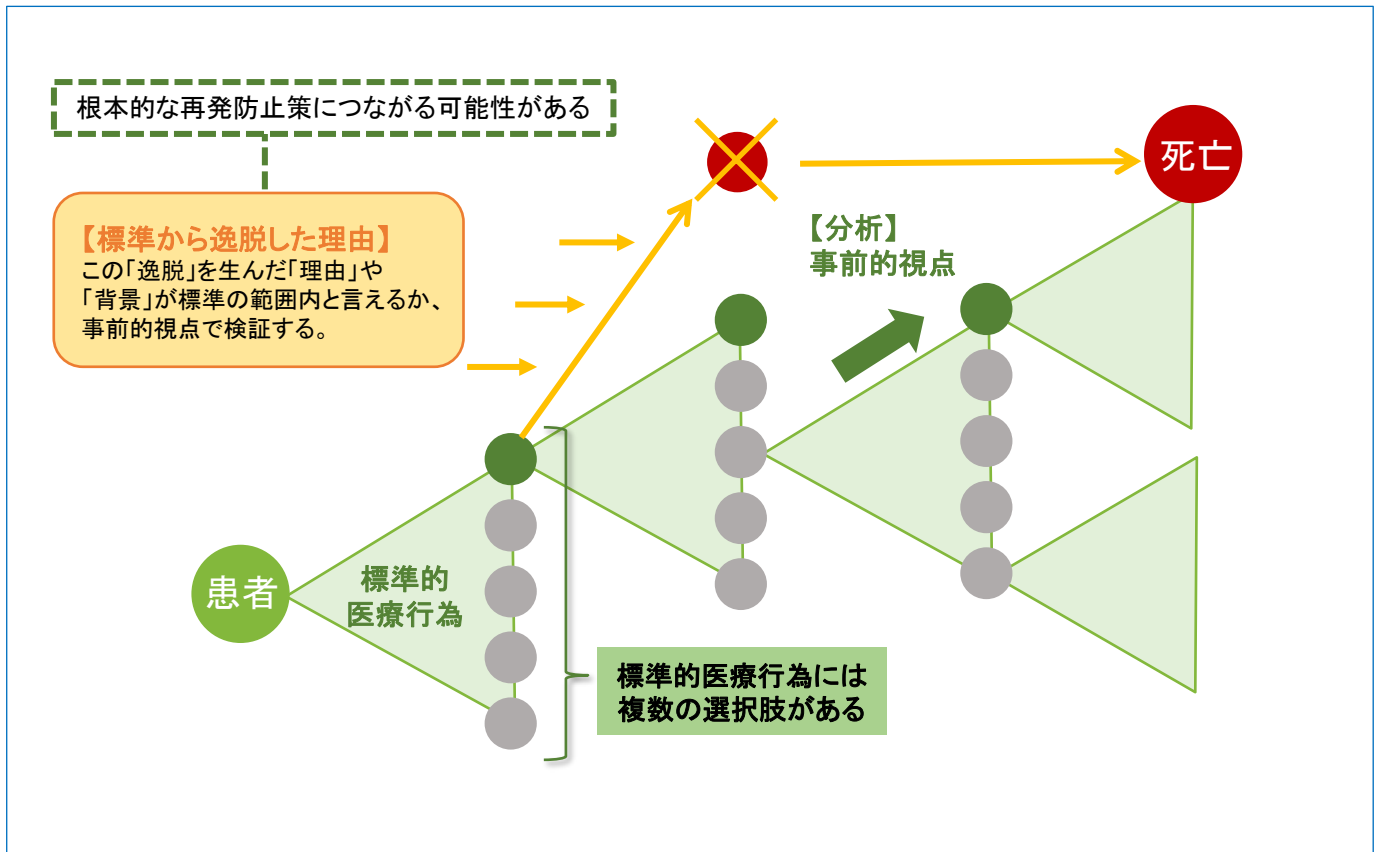 根本的な再発防止策につながる可能性がある
【標準から逸脱した理由】
この「逸脱」を生んだ「理由」や
「背景」が標準の範囲内と言えるか、
事前的視点で検証する。
死亡
【分析】
事前的視点
患者
標準的
医療行為
標準的医療行為には
複数の選択肢がある